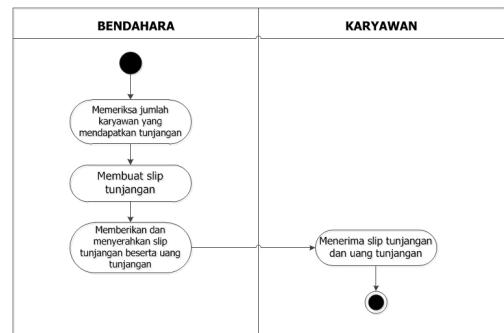 BENDAHARA
KARYAWAN
Memeriksa jumlah
karyawan yang
mendapatkan tunjangan
Membuat slip
tunjangan
Memberikan dan
menyerahkan slip
tunjangan beserta uang
tunjangan
Menerima slip tunjangan
dan uang tunjangan